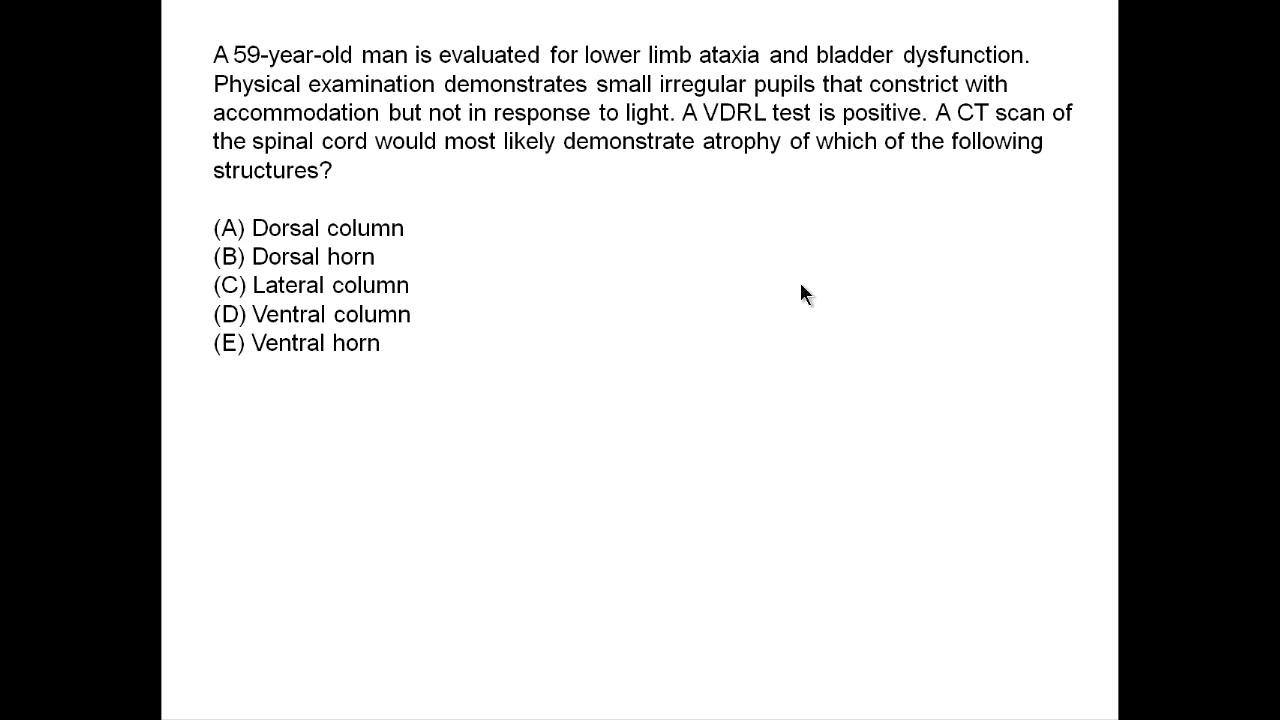 A 59-year-old man is evaluated for lower limb ataxia and bladder dysfunction.
Physical examination demonstrates small irregular pupils that constrict with
accommodation but not in response to light. A VDRL test is positive. A CT scan of
the spinal cord would most likely demonstrate atrophy of which of the following
structures?
(A) Dorsal column
(B) Dorsal horn
(C) Lateral column
(D) Ventral column
(E) Ventral horn